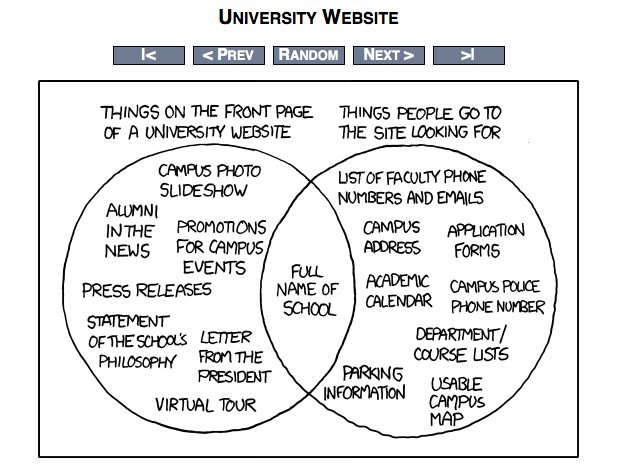 UNIVERSITY WEBSITE
|< < PREV RANDOM NEXT > >|
THINGS ON THE FRONT PAGE
OF A UNIVERSITY WEBSITE
THINGS PEOPLE GO TO
THE SITE LOOKING FOR
CAMPUS PHOTO
SLIDESHOW
ALUMNI
IN THE
NEWS
PROMOTIONS
FOR CAMPUS
EVENTS
PRESS RELEASES
STATEMENT
OF THE SCHOOL'S
PHILOSOPHY
LETTER
FROM THE
PRESIDENT
VIRTUAL TOUR
FULL
NAME OF
SCHOOL
LIST OF FACULTY PHONE
NUMBERS AND EMAILS
CAMPUS
ADDRESS
APPLICATION
FORMS
ACADEMIC
CALENDAR
CAMPUS POLICE
PHONE NUMBER
DEPARTMENT/
COURSE LISTS
PARKING
INFORMATION
USABLE
CAMPUS
MAP